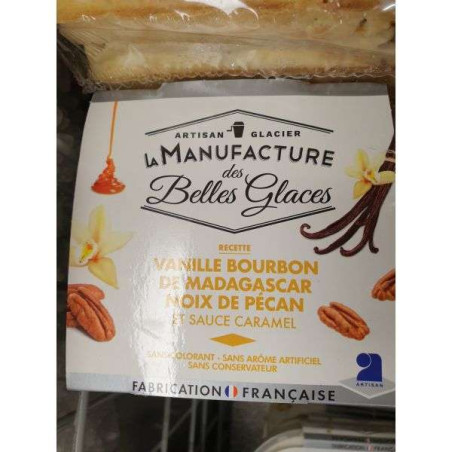 ARTISAN GLACIER
LA MANUFACTURE
des
Belles Glaces
RECETTE
VANILLE BOURBON
DE MADAGASCAR
NOIX DE PÉCAN
ET SAUCE CARAMEL
SANS COLORANT - SANS ARÔME ARTIFICIEL
SANS CONSERVATEUR
ARTISAN
FABRICATION FRANÇAISE